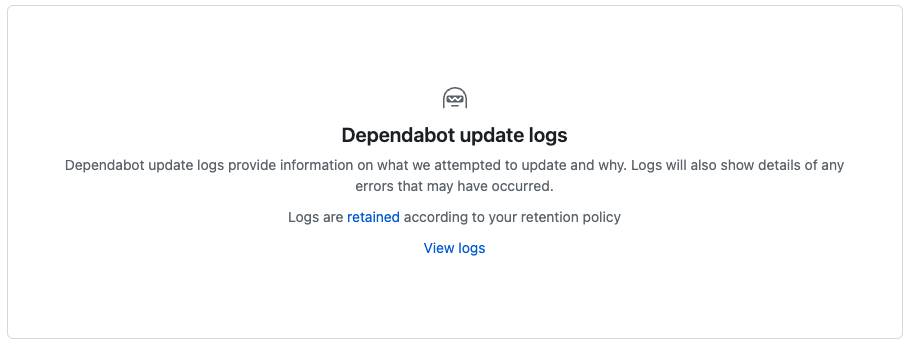 Dependabot update logs
Dependabot update logs provide information on what we attempted to update and why. Logs will also show details of any
errors that may have occurred.
Logs are retained according to your retention policy
View logs